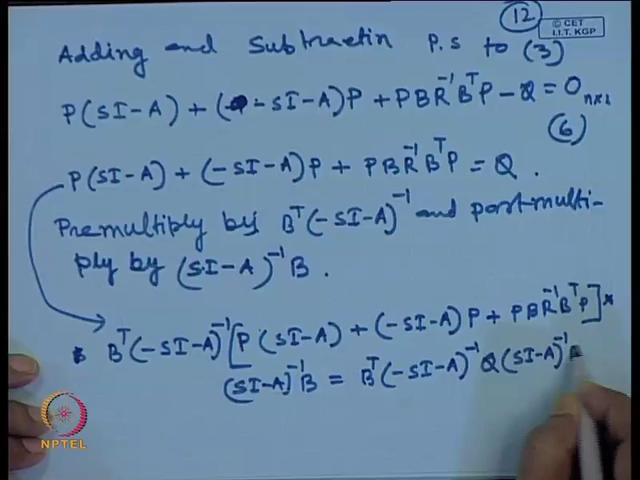 12
© CET
I.I.T. KGP
Adding and Subtractin P.S to (3)
P(SI-A) + (-SI-A)P + PBR⁻¹BᵀP - Q = 0ₙₓₙ
(6)
P(SI-A) + (-SI-A)P + PBR⁻¹BᵀP = Q.
Premultiply by Bᵀ(-SI-A)⁻¹ and post-multi-
ply by (SI-A)⁻¹B.
Bᵀ(-SI-A)⁻¹[P(SI-A) + (-SI-A)P + PBR⁻¹BᵀP]*
(SI-A)⁻¹B = Bᵀ(-SI-A)⁻¹Q(SI-A)⁻¹
NPTEL